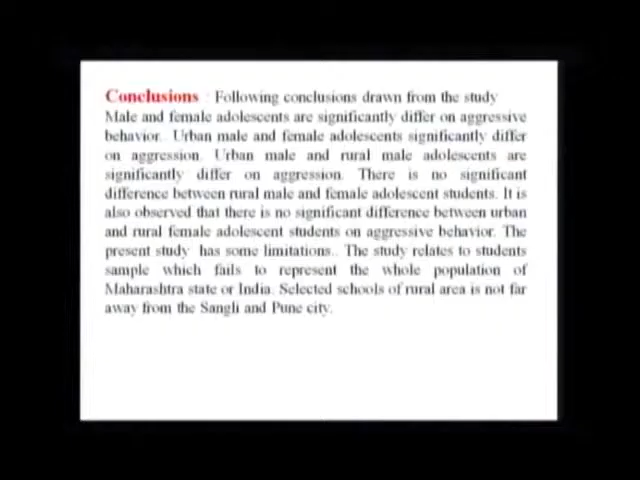 Conclusions : Following conclusions drawn from the study
Male and female adolescents are significantly differ on aggressive
behavior. Urban male and female adolescents significantly differ
on aggression. Urban male and rural male adolescents are
significantly differ on aggression. There is no significant
difference between rural male and female adolescent students. It is
also observed that there is no significant difference between urban
and rural female adolescent students on aggressive behavior. The
present study has some limitations.. The study relates to students
sample which fails to represent the whole population of
Maharashtra state or India. Selected schools of rural area is not far
away from the Sangli and Pune city.